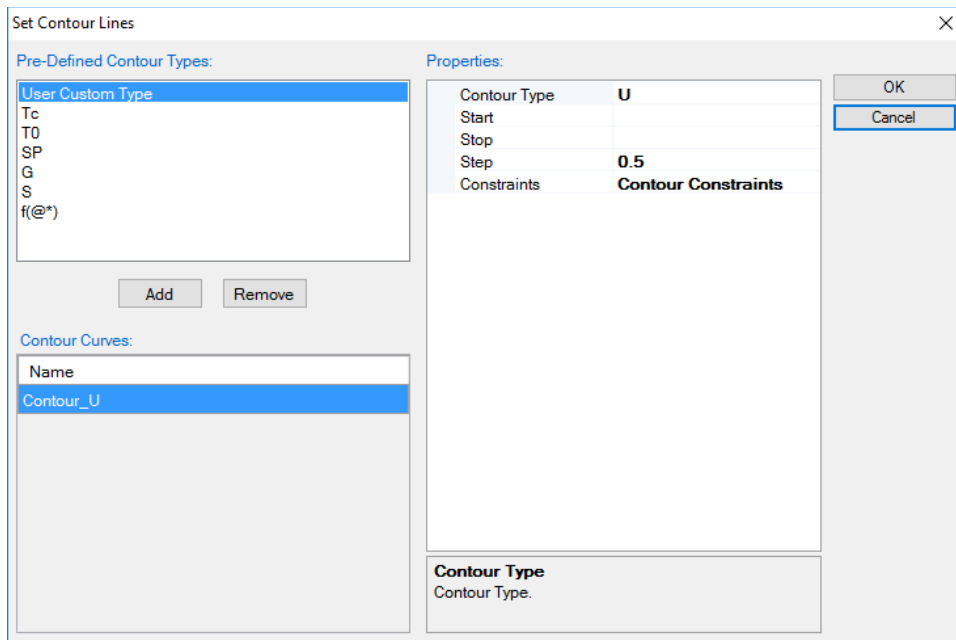 Set Contour Lines
Pre-Defined Contour Types:
User Custom Type
Tc
T0
SP
G
S
f(@*)
Add
Remove
Contour Curves:
Name
Contour_U
Properties:
Contour Type U
Start
Stop
Step 0.5
Constraints Contour Constraints
Contour Type
Contour Type.
OK
Cancel